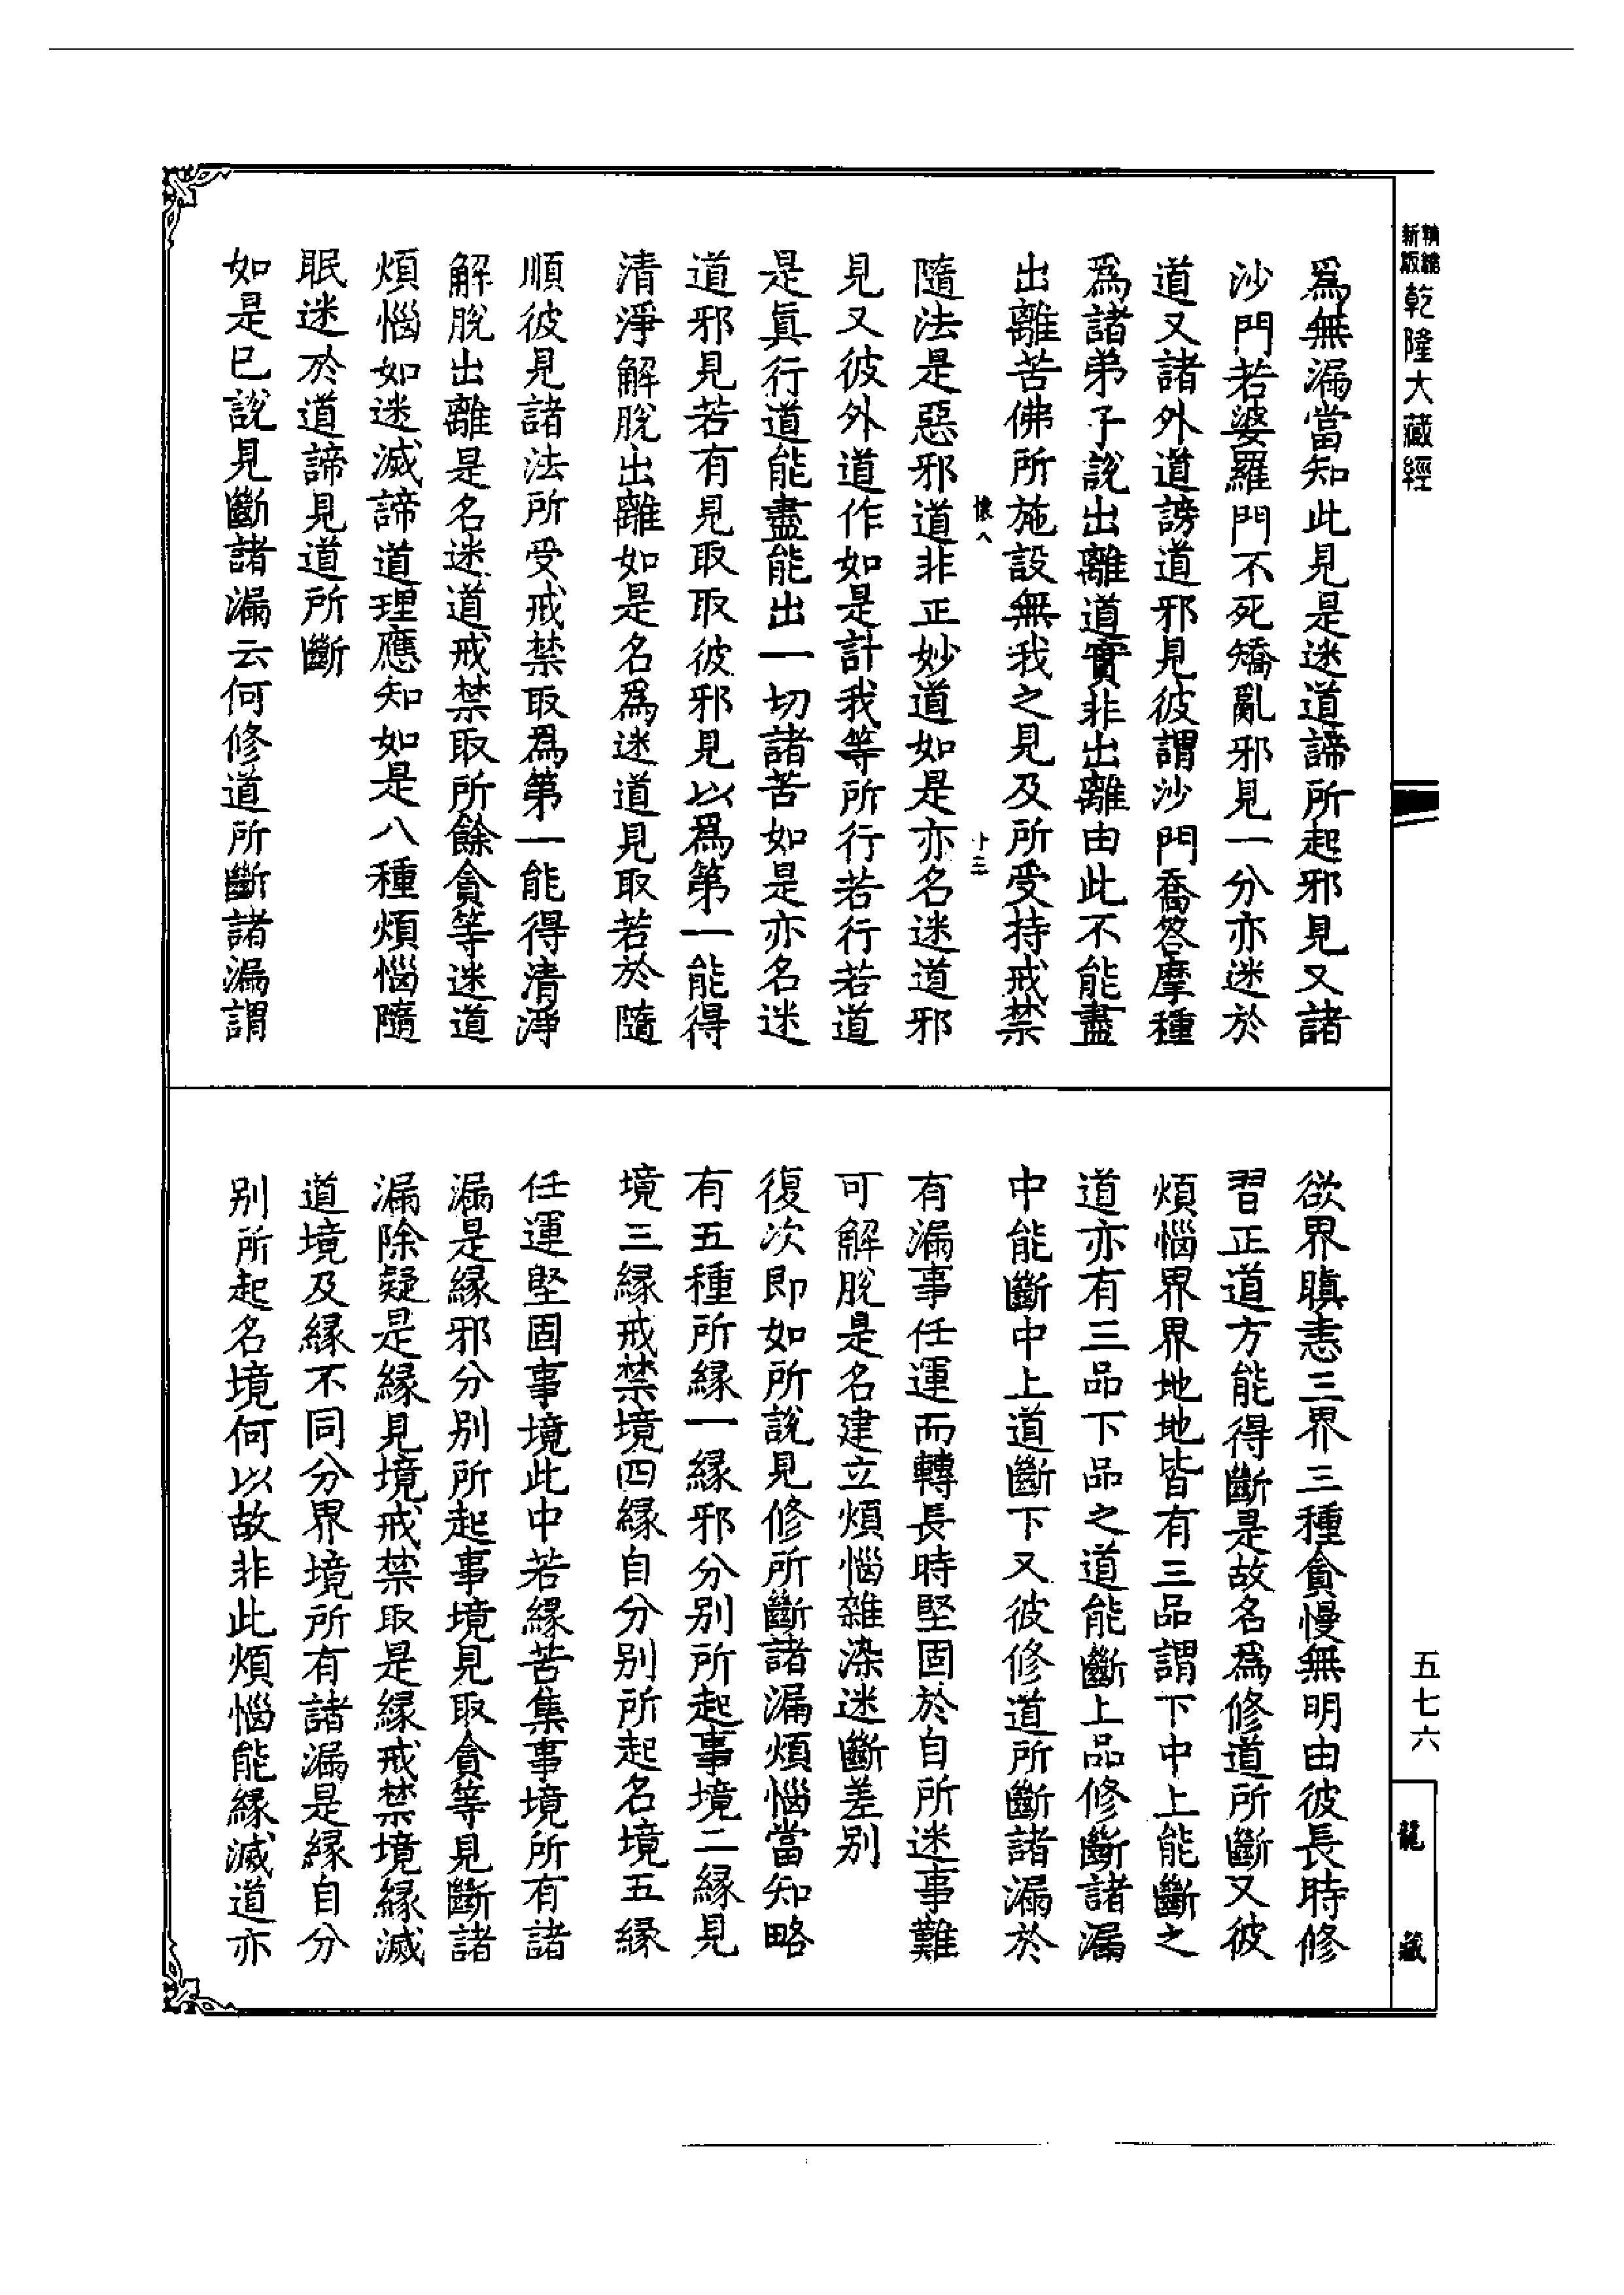 精縮
新版
乾隆大藏經
為無漏當知此見是迷道諦所起邪見又諸
沙門若婆羅門不死矯亂邪見一分亦迷於
道又諸外道謗道邪見彼謂沙門喬答摩種
為諸弟子說出離道實非出離由此不能盡
出離苦佛所施設無我之見及所受持戒禁
懷八
十三
隨法是惡邪道非正妙道如是亦名迷道邪
見又彼外道作如是計我等所行若行若道
是真行道能盡能出一切諸苦如是亦名迷
道邪見若有見取取彼邪見以為第一能得
清淨解脫出離如是名為迷道見取若於隨
順彼見諸法所受戒禁取為第一能得清淨
解脫出離是名迷道戒禁取所餘貪等迷道
煩惱如迷滅諦道理應知如是八種煩惱隨
眠迷於道諦見道所斷
如是已說見斷諸漏云何修道所斷諸漏謂
欲界瞋恚三界三種貪慢無明由彼長時修
習正道方能得斷是故名為修道所斷又彼
煩惱界界地地皆有三品謂下中上能斷之
道亦有三品下品之道能斷上品修斷諸漏
中能斷中上道斷下又彼修道所斷諸漏於
有漏事任運而轉長時堅固於自所迷事難
可解脫是名建立煩惱雜染迷斷差別
復次即如所說見修所斷諸漏煩惱當知略
有五種所緣一緣邪分別所起事境二緣見
境三緣戒禁境四緣自分別所起名境五緣
任運堅固事境此中若緣苦集事境所有諸
漏是緣邪分別所起事境見取貪等見斷諸
漏除疑是緣見境戒禁取是緣戒禁境緣滅
道境及緣不同分界境所有諸漏是緣自分
別所起名境何以故非此煩惱能緣滅道亦
五七六
龍藏